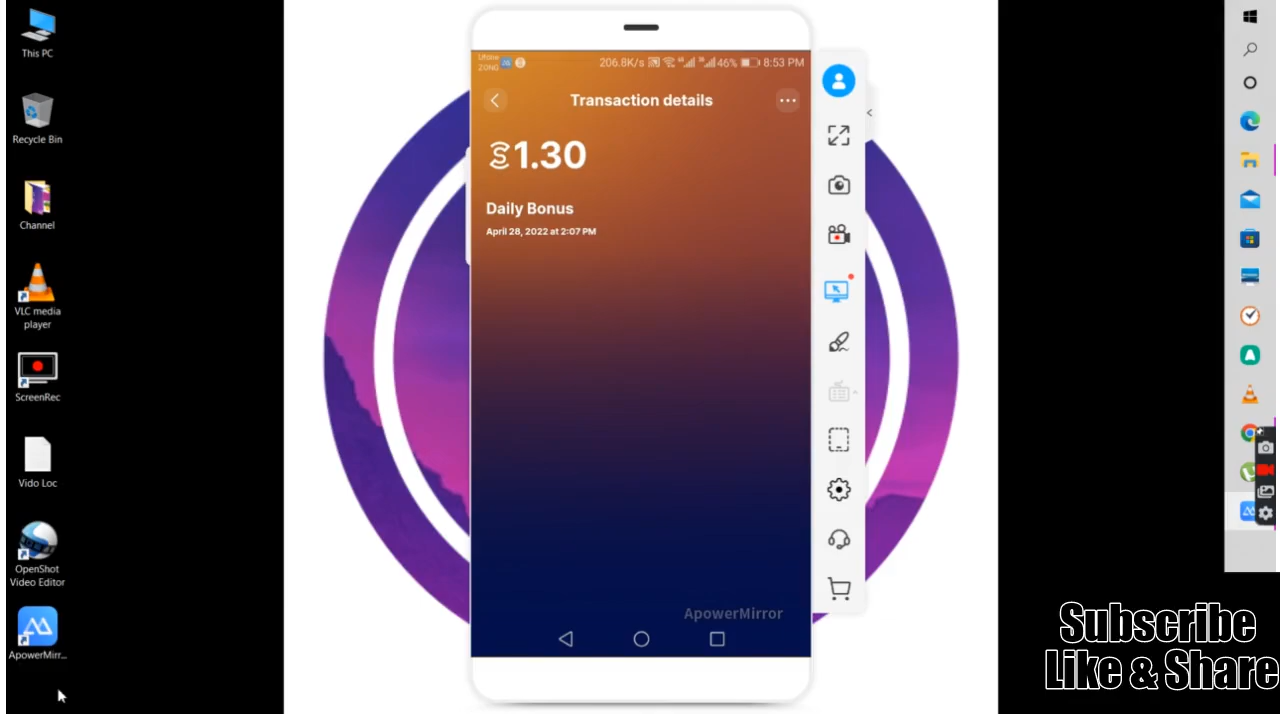 This PC
Recycle Bin
Channel
VLC media
player
ScreenRec
Vido Loc
OpenShot
Video Editor
ApowerMirr...
Ufone
ZONG
206.8K/s
46%
8:53 PM
Transaction details
1.30
Daily Bonus
April 28, 2022 at 2:07 PM
ApowerMirror
Subscribe
Like & Share